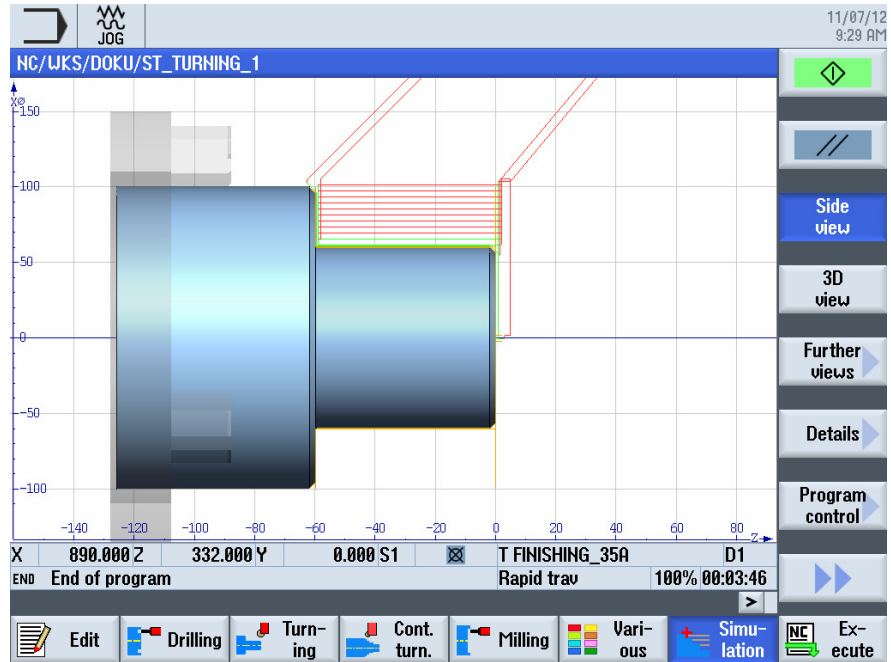 JOG
11/07/12
9:29 AM
NC/WKS/DOKU/ST_TURNING_1
XØ
150
100
50
0
-50
-100
-140 -120 -100 -80 -60 -40 -20 0 20 40 60 80 Z
Side
view
3D
view
Further
views
Details
Program
control
X 890.000 Z 332.000 Y 0.000 S1 T FINISHING_35A D1
END End of program Rapid trav 100% 00:03:46
>
Edit
Drilling
Turn-
ing
Cont.
turn.
Milling
Vari-
ous
Simu-
lation
NC
Ex-
ecute